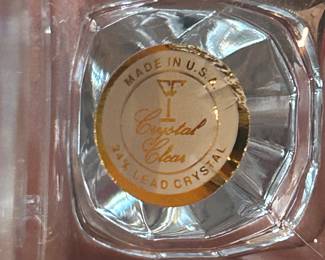 MADE IN U.S.A.
Crystal
Clear
24% LEAD CRYSTAL